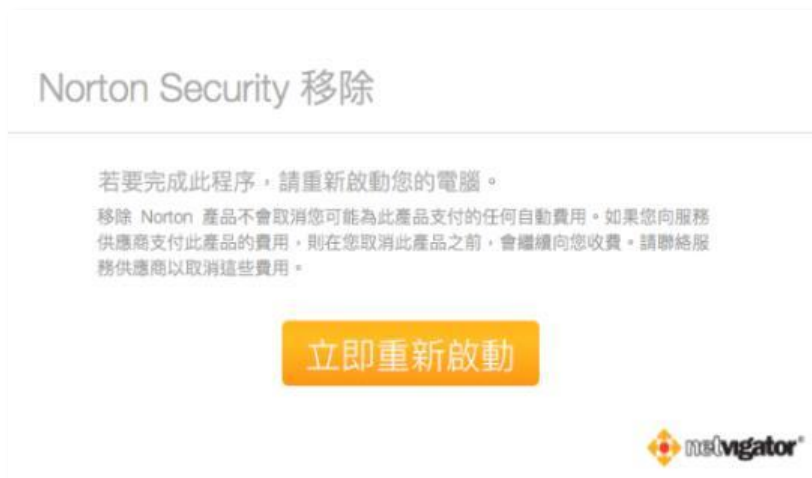 Norton Security 移除
若要完成此程序，請重新啟動您的電腦。
移除 Norton 產品不會取消您可能為此產品支付的任何自動費用。如果您向服務
供應商支付此產品的費用，則在您取消此產品之前，會繼續向您收費。請聯絡服
務供應商以取消這些費用。
立即重新啟動
netvigator®